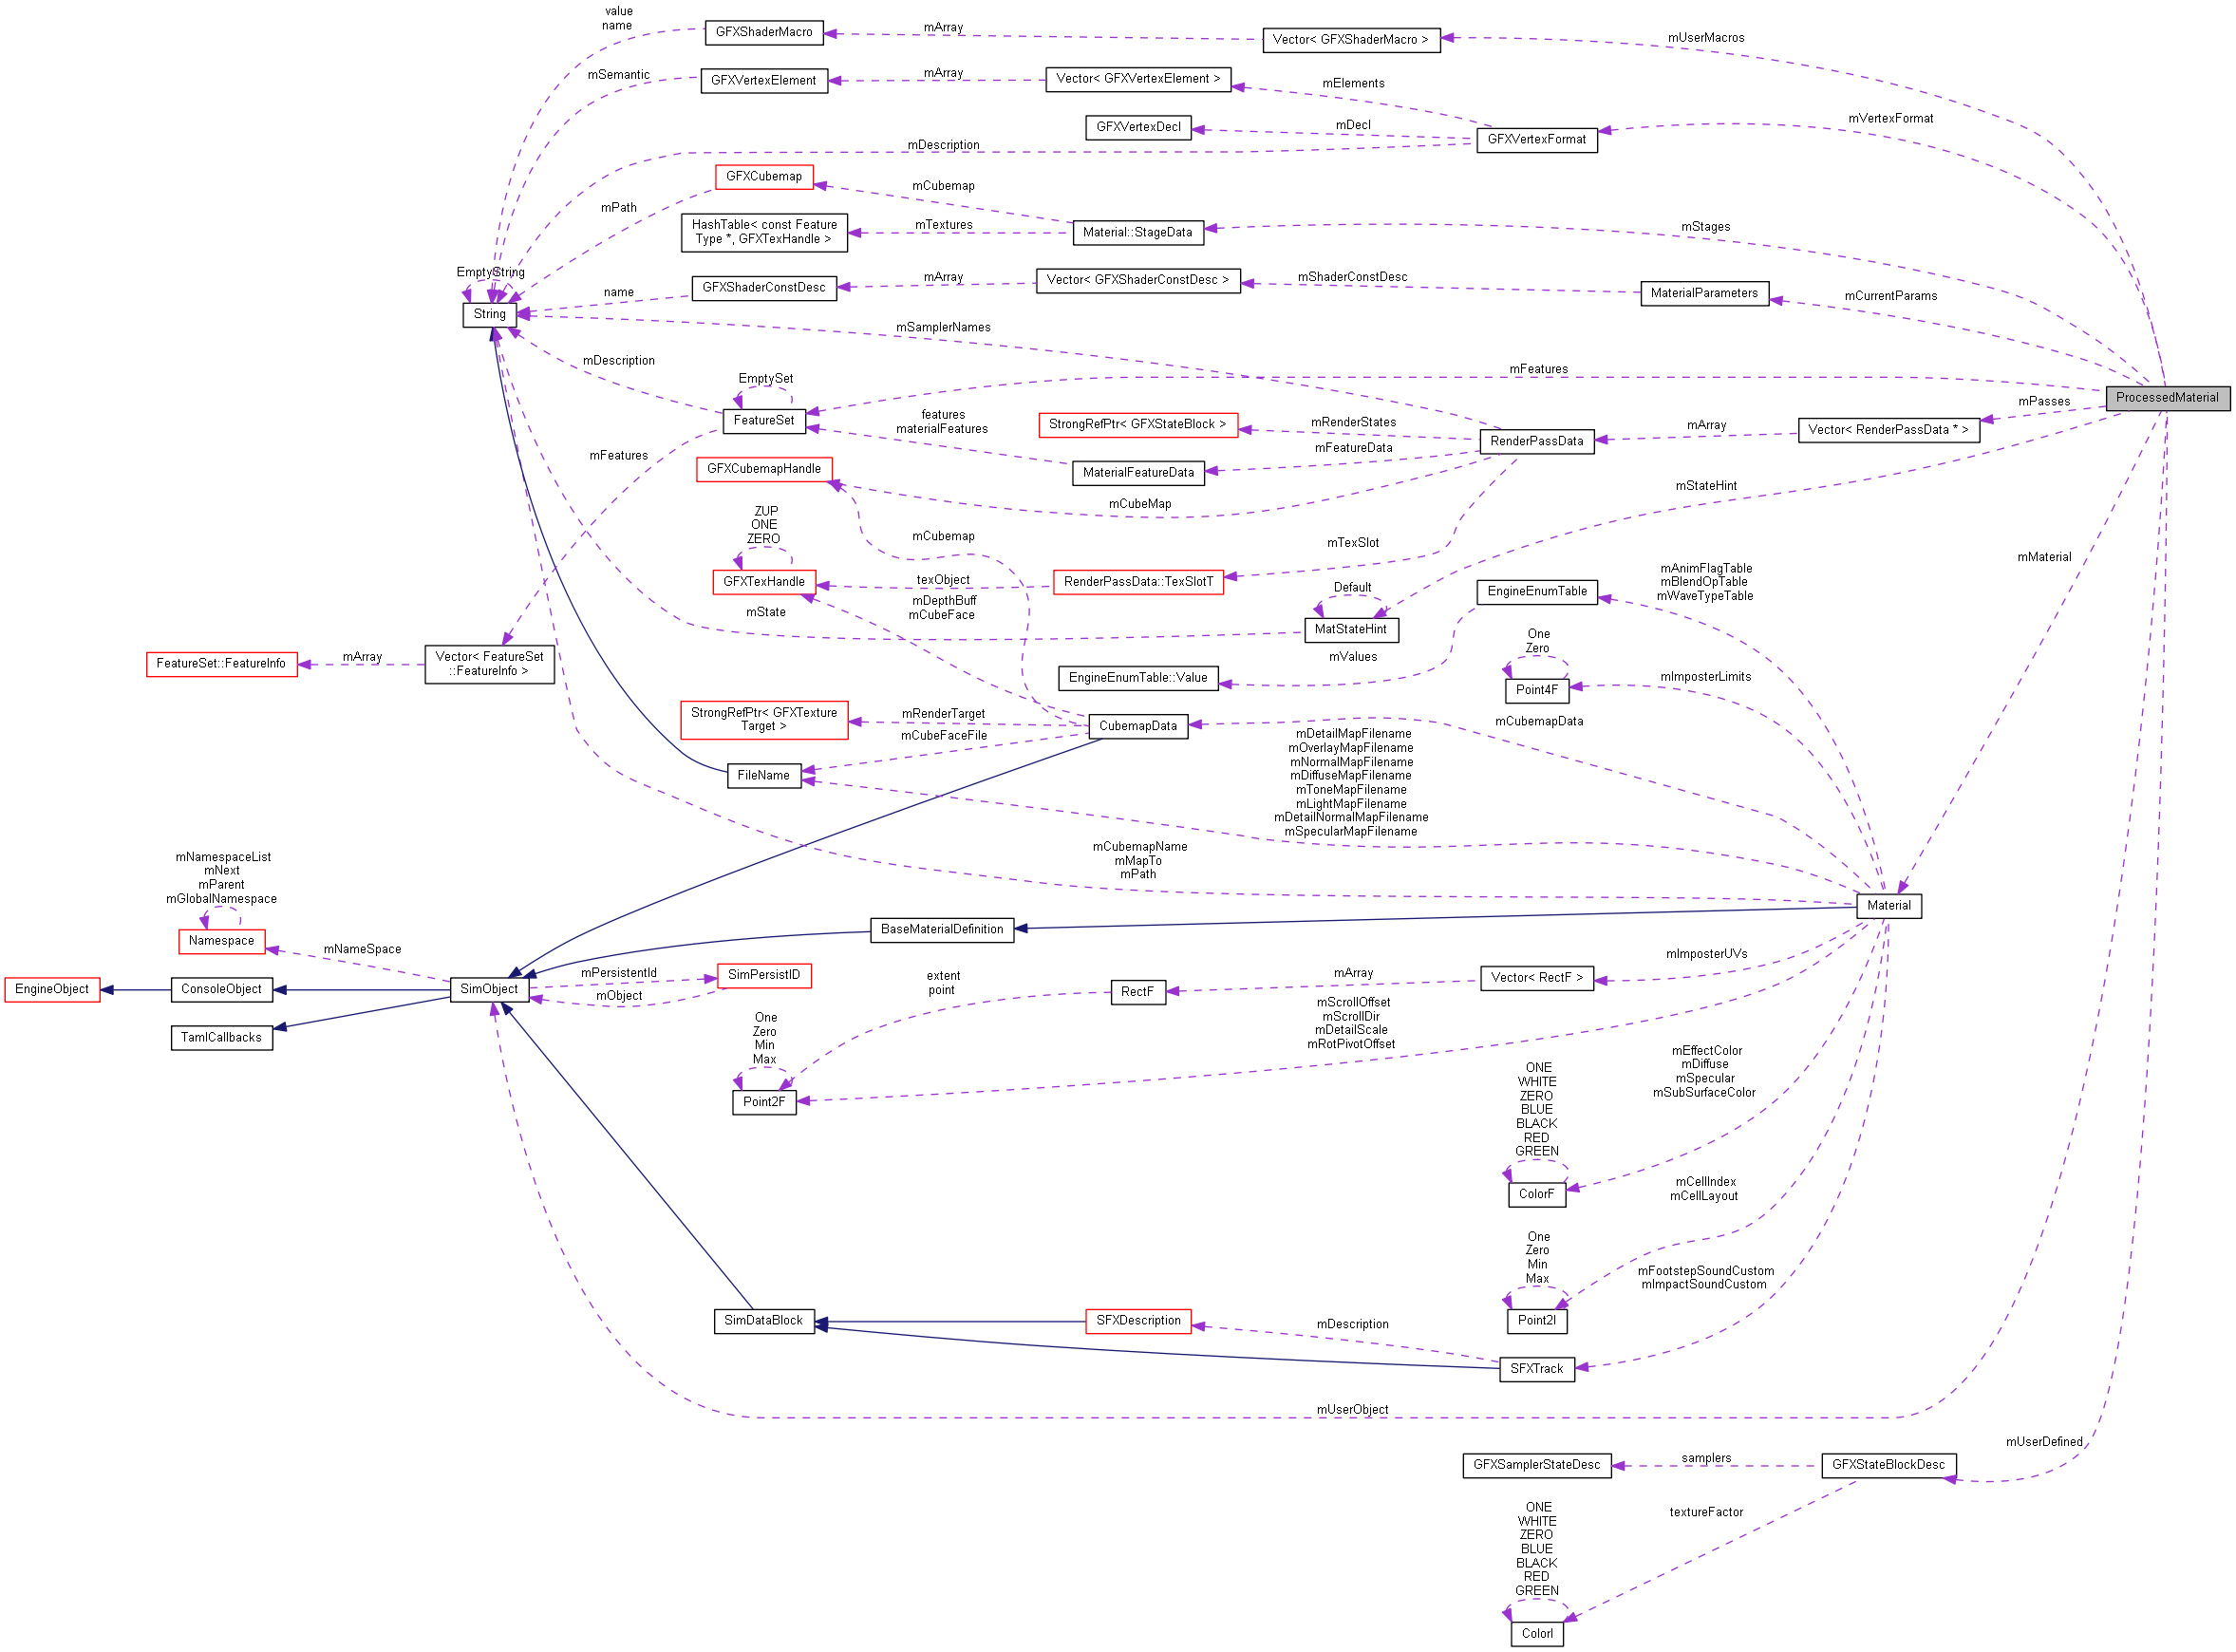 value
name
GFXShaderMacro
mArray
Vector< GFXShaderMacro >
mUserMacros
mSemantic
GFXVertexElement
mArray
Vector< GFXVertexElement >
mElements
GFXVertexDecl
mDecl
GFXVertexFormat
mVertexFormat
mDescription
GFXCubemap
mCubemap
mPath
HashTable< const Feature
Type *, GFXTexHandle >
mTextures
Material::StageData
mStages
EmptyString
String
name
GFXShaderConstDesc
mArray
Vector< GFXShaderConstDesc >
mShaderConstDesc
MaterialParameters
mCurrentParams
mSamplerNames
mDescription
EmptySet
FeatureSet
mFeatures
ProcessedMaterial
features
materialFeatures
StrongRefPtr< GFXStateBlock >
mRenderStates
RenderPassData
mArray
Vector< RenderPassData * >
mPasses
mFeatures
GFXCubemapHandle
MaterialFeatureData
mFeatureData
mCubeMap
mStateHint
ZUP
ONE
ZERO
GFXTexHandle
mCubemap
mTexSlot
texObject
RenderPassData::TexSlotT
mMaterial
mDepthBuff
mCubeFace
mState
Default
MatStateHint
EngineEnumTable
mAnimFlagTable
mBlendOpTable
mWaveTypeTable
FeatureSet::FeatureInfo
mArray
Vector< FeatureSet
::FeatureInfo >
EngineEnumTable::Value
mValues
One
Zero
Point4F
mImposterLimits
StrongRefPtr< GFXTexture
Target >
mRenderTarget
CubemapData
mCubemapData
mCubeFaceFile
FileName
mDetailMapFilename
mOverlayMapFilename
mNormalMapFilename
mDiffuseMapFilename
mToneMapFilename
mLightMapFilename
mDetailNormalMapFilename
mSpecularMapFilename
mCubemapName
mMapTo
mPath
Material
mNamespaceList
mNext
mParent
mGlobalNamespace
Namespace
mNameSpace
BaseMaterialDefinition
EngineObject
ConsoleObject
SimObject
mPersistentId
mObject
SimPersistID
TamlCallbacks
extent
point
RectF
mArray
Vector< RectF >
mImposterUVs
One
Zero
Min
Max
Point2F
mScrollOffset
mScrollDir
mDetailScale
mRotPivotOffset
ONE
WHITE
ZERO
BLUE
BLACK
RED
GREEN
ColorF
mEffectColor
mDiffuse
mSpecular
mSubSurfaceColor
mCellIndex
mCellLayout
One
Zero
Min
Max
Point2I
mFootstepSoundCustom
mImpactSoundCustom
SimDataBlock
SFXDescription
mDescription
SFXTrack
mUserObject
mUserDefined
GFXSamplerStateDesc
samplers
GFXStateBlockDesc
textureFactor
ONE
WHITE
ZERO
BLUE
BLACK
RED
GREEN
ColorI